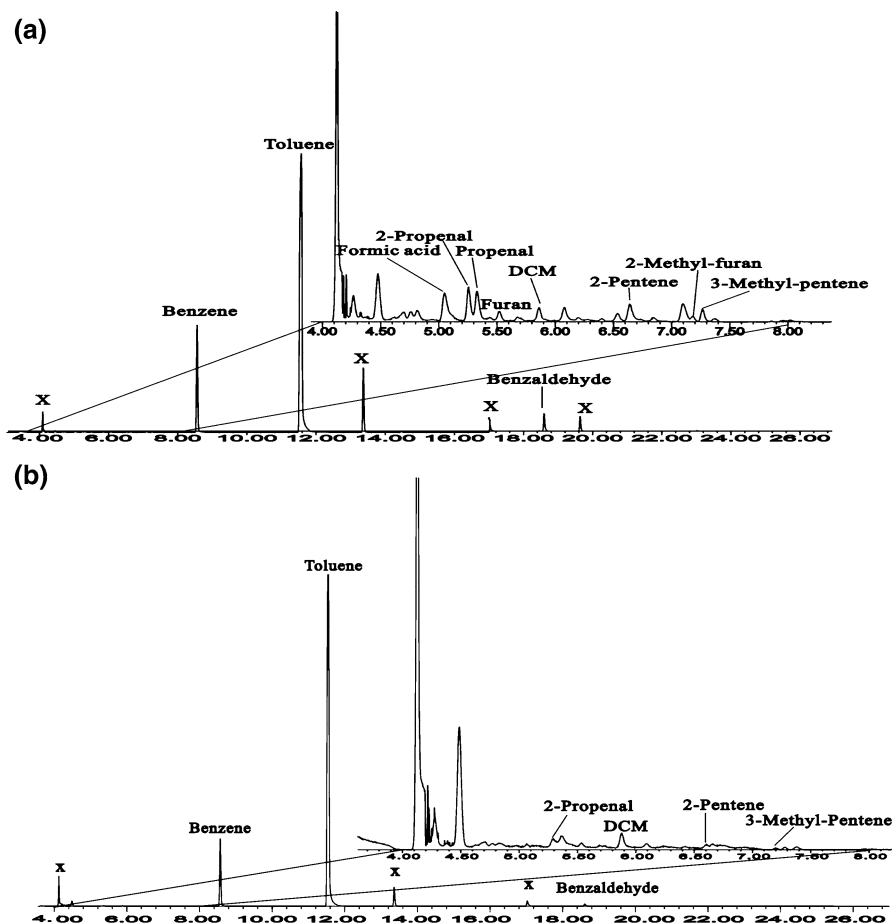 (a)
Toluene
2-Propenal
Formic acid
Propenal
DCM
2-Methyl-furan
2-Pentene
3-Methyl-pentene
Furan
Benzene
4.00 4.50 5.00 5.50 6.00 6.50 7.00 7.50 8.00
X
X
Benzaldehyde
X
X
4.00 6.00 8.00 10.00 12.00 14.00 16.00 18.00 20.00 22.00 24.00 26.00
(b)
Toluene
2-Propenal
2-Pentene
DCM
3-Methyl-Pentene
Benzene
4.00 4.50 5.00 5.50 6.00 6.50 7.00 8.00
X
X
X
Benzaldehyde
4.00 6.00 8.00 10.00 12.00 14.00 16.00 18.00 20.00 22.00 24.00 26.00